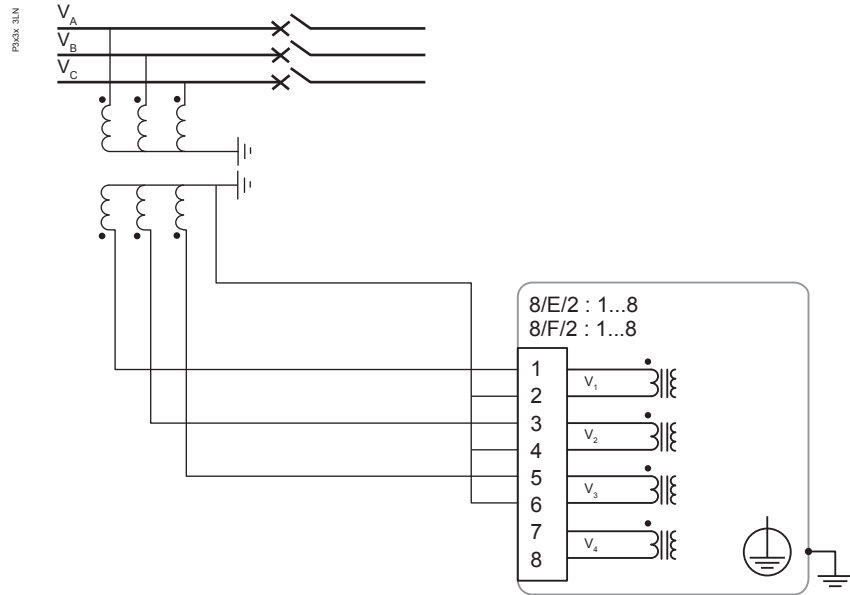 P3x3x 3LN
VA
VB
VC
8/E/2 : 1...8
8/F/2 : 1...8
1
V1
2
3
V2
4
5
V3
6
7
V4
8